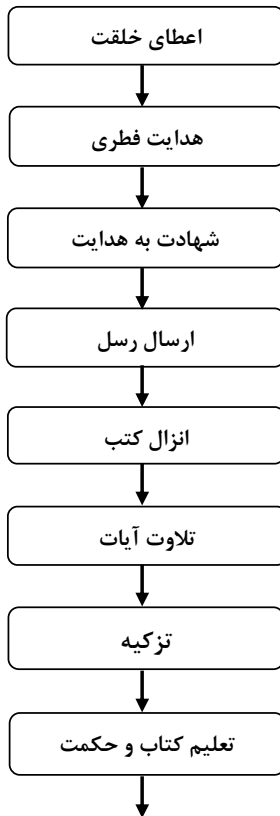 اعطای خلقت
هدایت فطری
شهادت به هدایت
ارسال رسل
انزال کتب
تلاوت آیات
تزکیه
تعلیم کتاب و حکمت